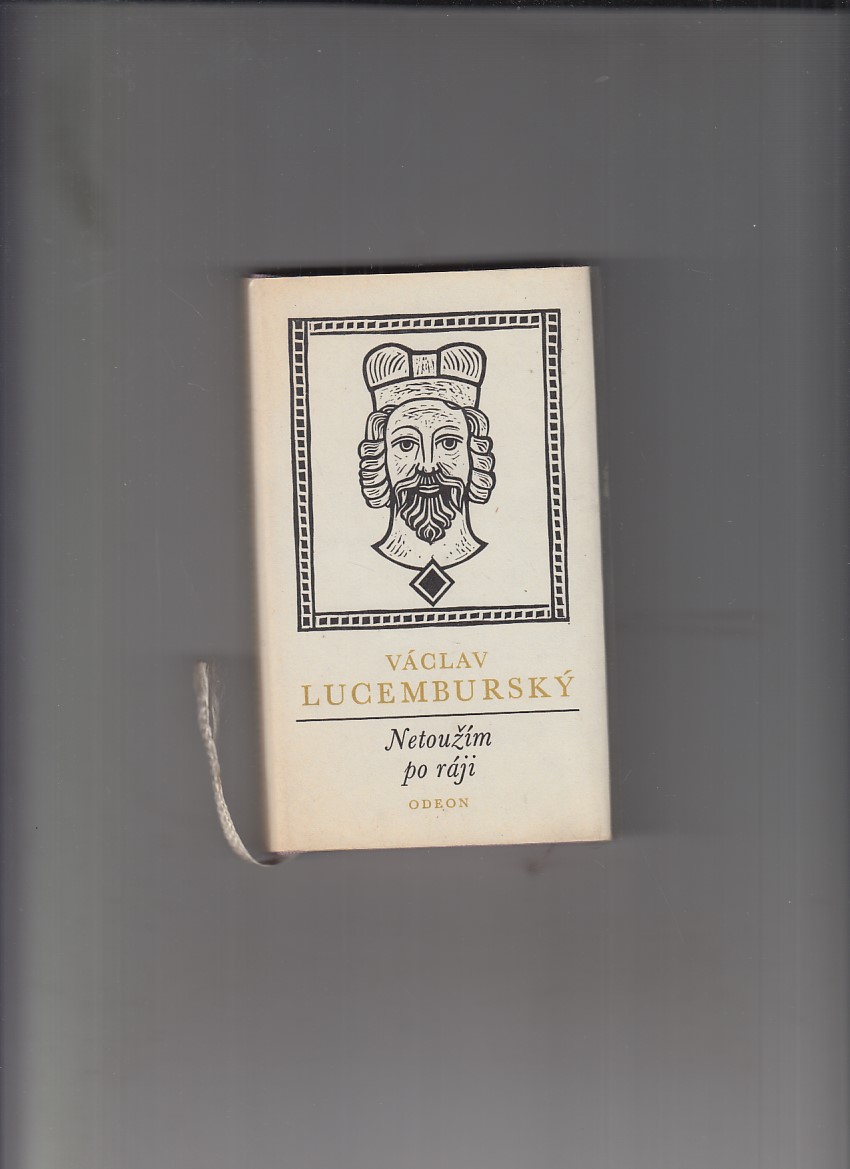 VÁCLAV
LUCEMBURSKÝ
Netoužím
po ráji
ODEON